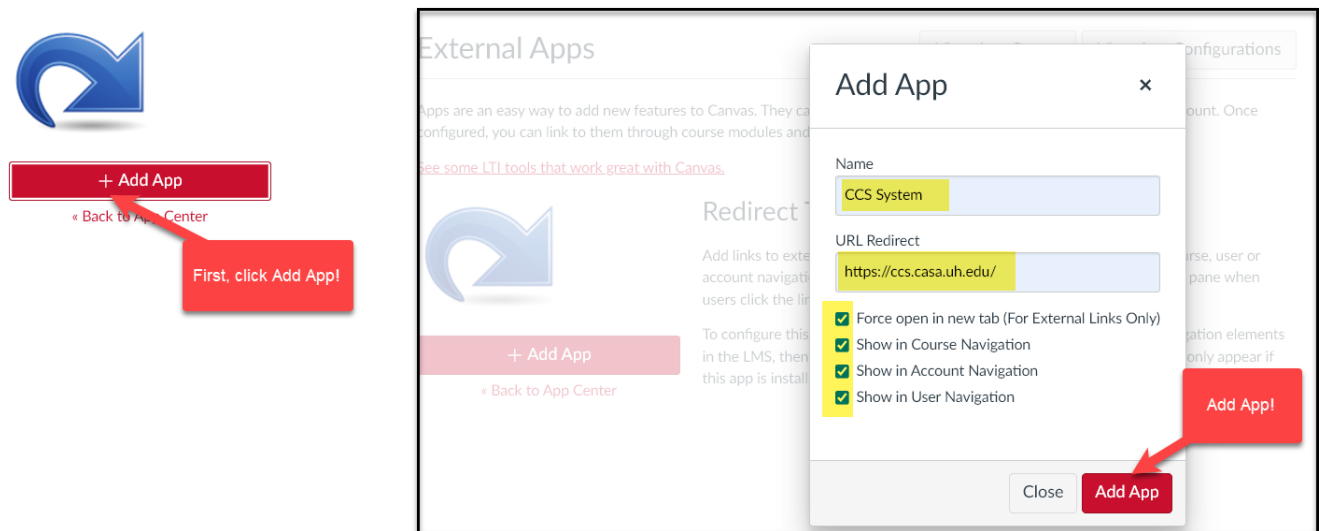 + Add App
« Back to App Center
First, click Add App!
External Apps
Configurations
Apps are an easy way to add new features to Canvas. They ca
ount. Once
configured, you can link to them through course modules and
See some LTI tools that work great with Canvas.
Redirect T
Add links to exte
urse, user or
account navigati
pane when
users click the lin
To configure this
gation elements
in the LMS, then
only appear if
this app is install
+ Add App
« Back to App Center
Add App
×
Name
CCS System
URL Redirect
https://ccs.casa.uh.edu/
Force open in new tab (For External Links Only)
Show in Course Navigation
Show in Account Navigation
Show in User Navigation
Add App!
Close
Add App